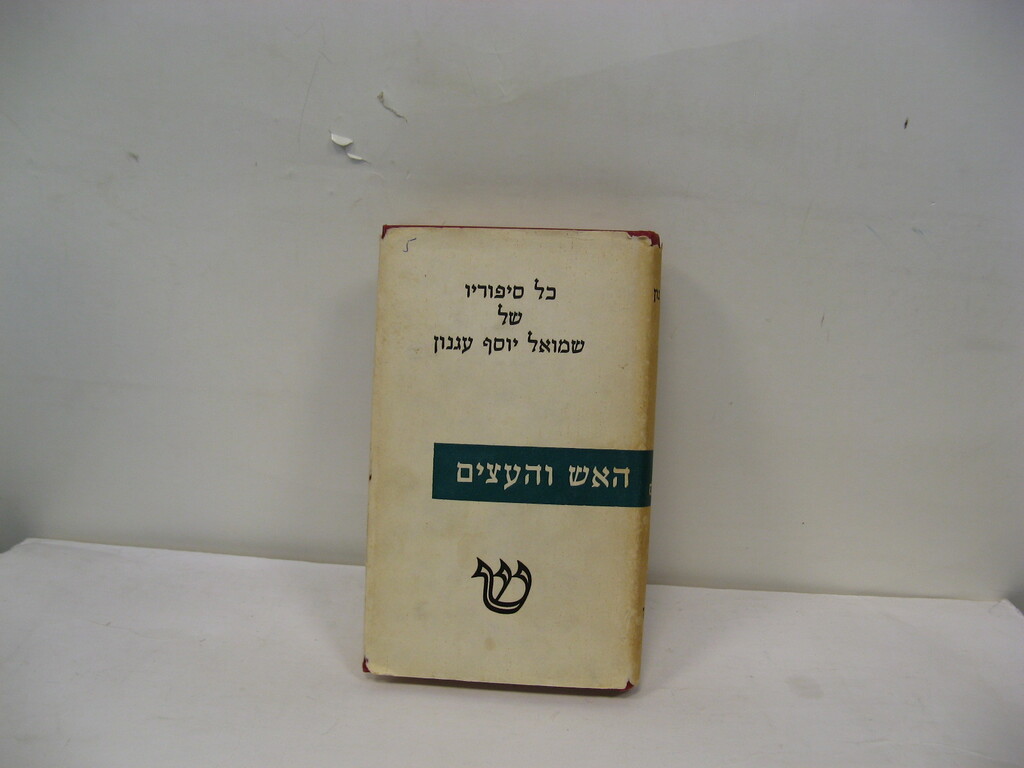 כל סיפוריו
של
שמואל יוסף עגנון
האש והעצים
ש